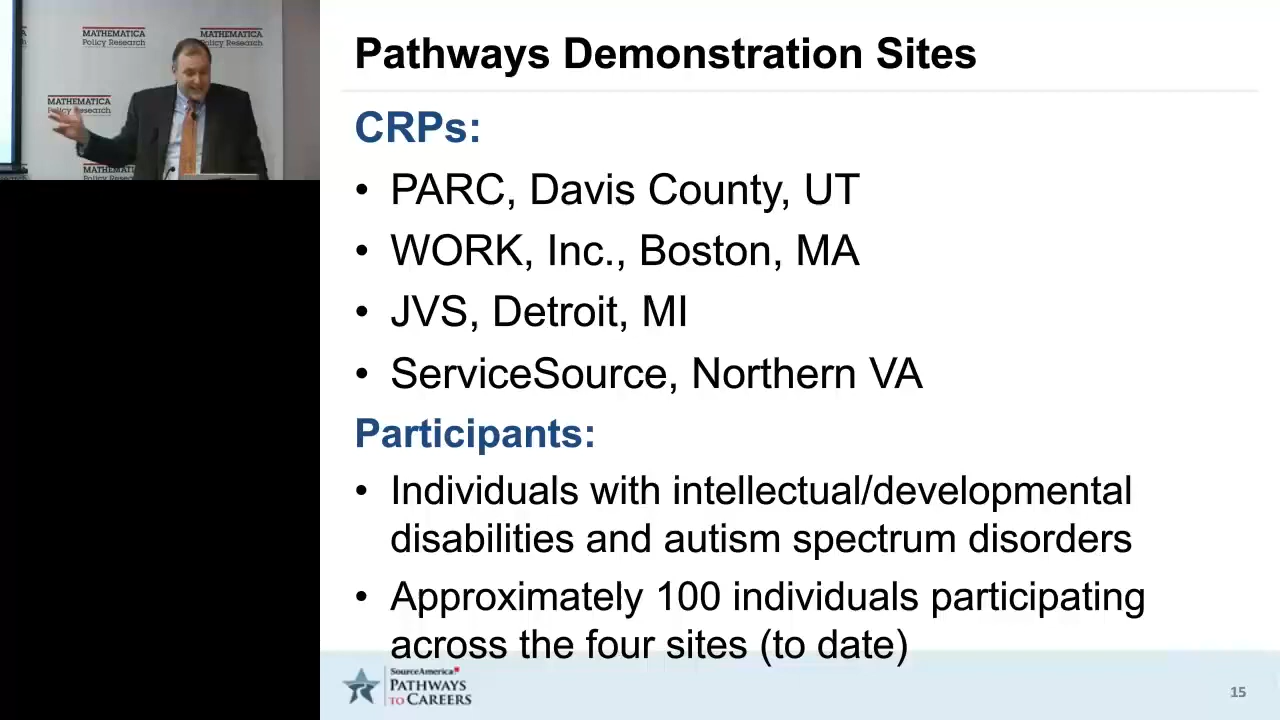 MATHEMATICA
Policy Research
MATHEMATICA
Policy Research
MATHEMATICA
Policy Research
MATHEMATICA
Policy Research
Pathways Demonstration Sites
CRPs:
• PARC, Davis County, UT
• WORK, Inc., Boston, MA
• JVS, Detroit, MI
• ServiceSource, Northern VA
Participants:
• Individuals with intellectual/developmental
disabilities and autism spectrum disorders
• Approximately 100 individuals participating
across the four sites (to date)
SourceAmerica
PATHWAYS
TO CAREERS
15